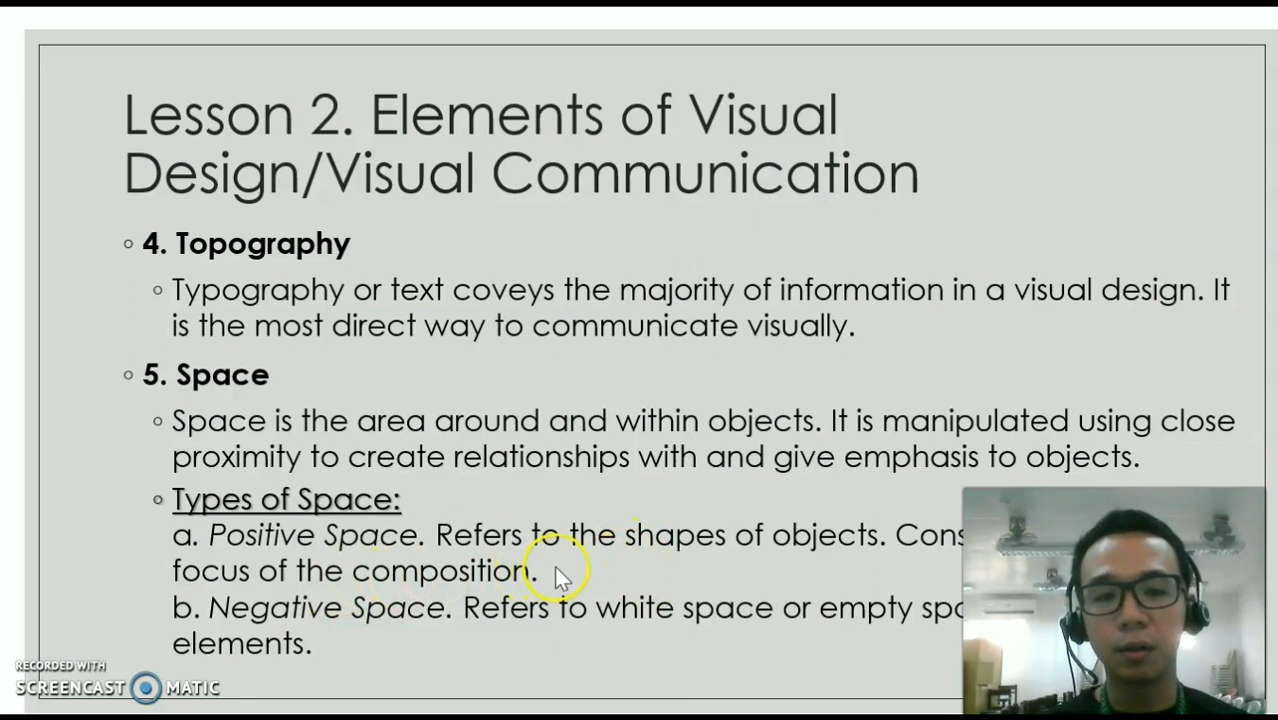 Lesson 2. Elements of Visual
Design/Visual Communication
4. Topography
Typography or text coveys the majority of information in a visual design. It
is the most direct way to communicate visually.
5. Space
Space is the area around and within objects. It is manipulated using close
proximity to create relationships with and give emphasis to objects.
Types of Space:
a. Positive Space. Refers to the shapes of objects.
focus of the composition.
b. Negative Space. Refers to white space or empty
elements.
RECORDED WITH
SCREENCAST MATIC